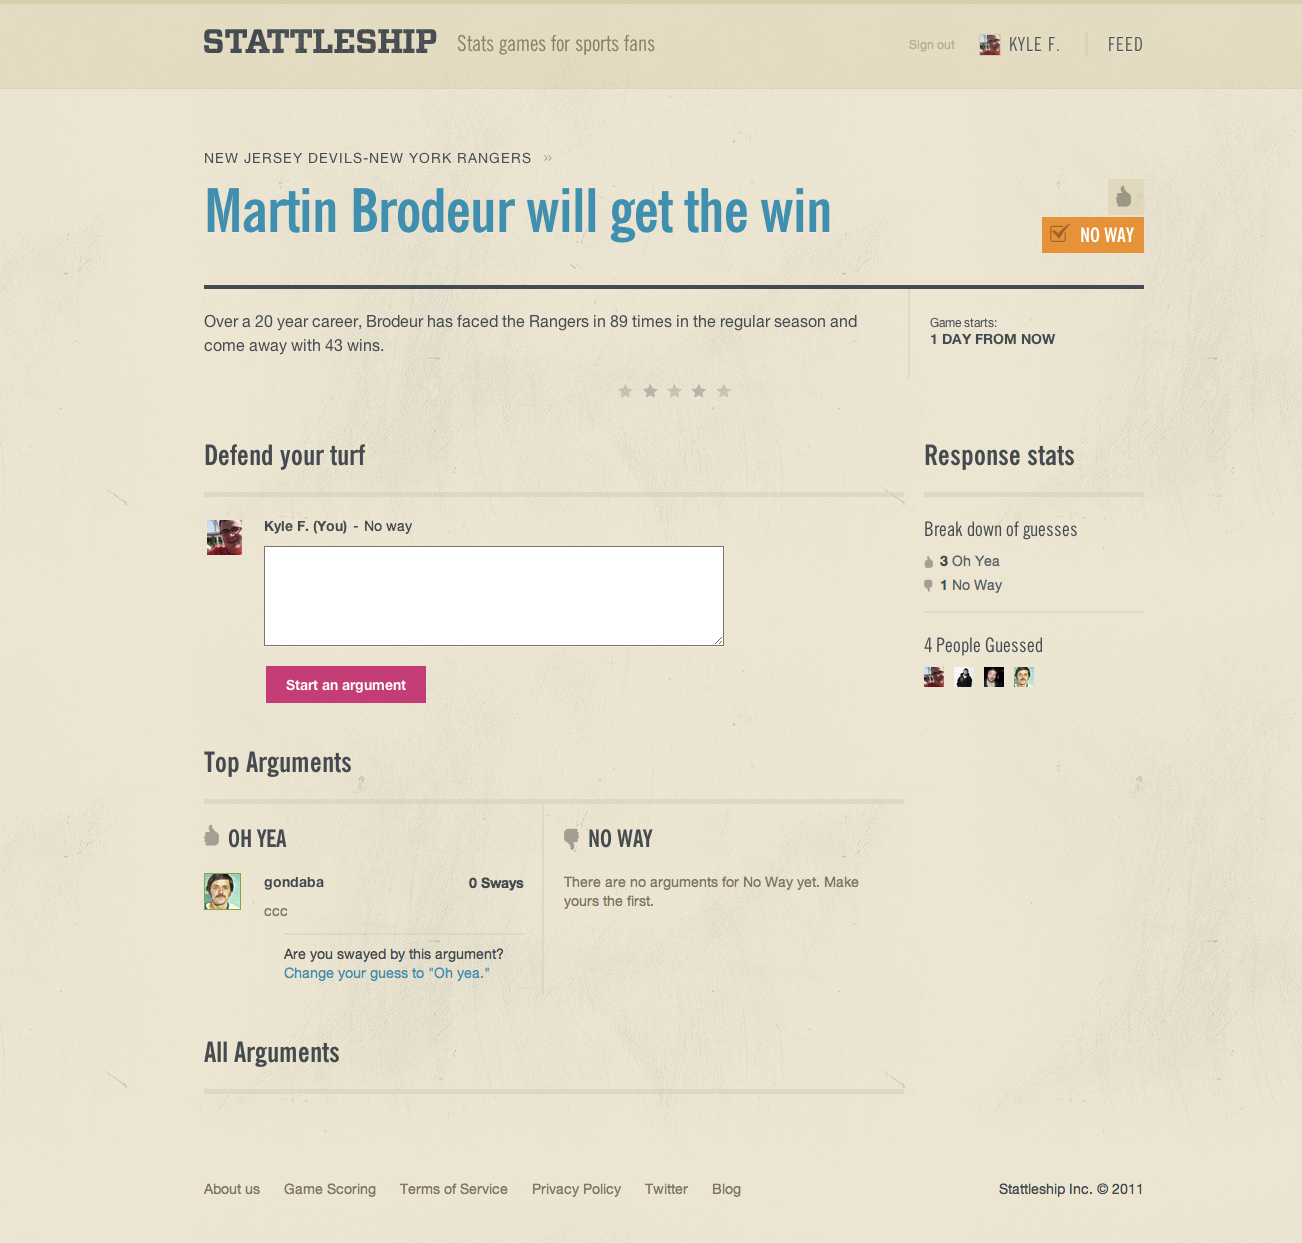 STATTLESHIP Stats games for sports fans Sign out KYLE F. FEED
NEW JERSEY DEVILS-NEW YORK RANGERS »
Martin Brodeur will get the win
NO WAY
Over a 20 year career, Brodeur has faced the Rangers in 89 times in the regular season and
come away with 43 wins.
Game starts:
1 DAY FROM NOW
Defend your turf
Kyle F. (You) - No way
Start an argument
Response stats
Break down of guesses
3 Oh Yea
1 No Way
4 People Guessed
Top Arguments
OH YEA
gondaba 0 Sways
ccc
Are you swayed by this argument?
Change your guess to "Oh yea."
NO WAY
There are no arguments for No Way yet. Make
yours the first.
All Arguments
About us Game Scoring Terms of Service Privacy Policy Twitter Blog Stattleship Inc. © 2011